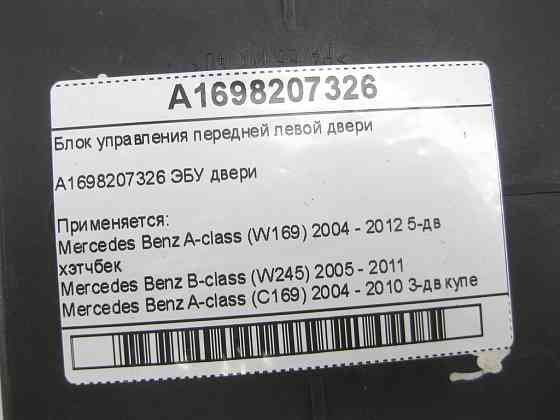 A1698207326
Блок управления передней левой двери
A1698207326 ЭБУ двери
Применяется:
Mercedes Benz A-class (W169) 2004 - 2012 5-дв
хэтчбек
Mercedes Benz B-class (W245) 2005 - 2011
Mercedes Benz A-class (C169) 2004 - 2010 3-дв купе